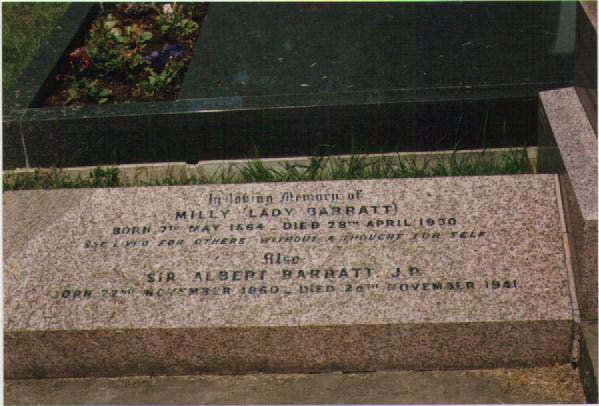 In Loving Memory of
MILLY (LADY BARRATT)
BORN 7TH MAY 1864 _ DIED 28TH APRIL 1930
SHE LIVED FOR OTHERS WITHOUT A THOUGHT FOR SELF
Also
SIR ALBERT BARRATT J.P.
BORN 22ND NOVEMBER 1860 _ DIED 26TH NOVEMBER 1941.